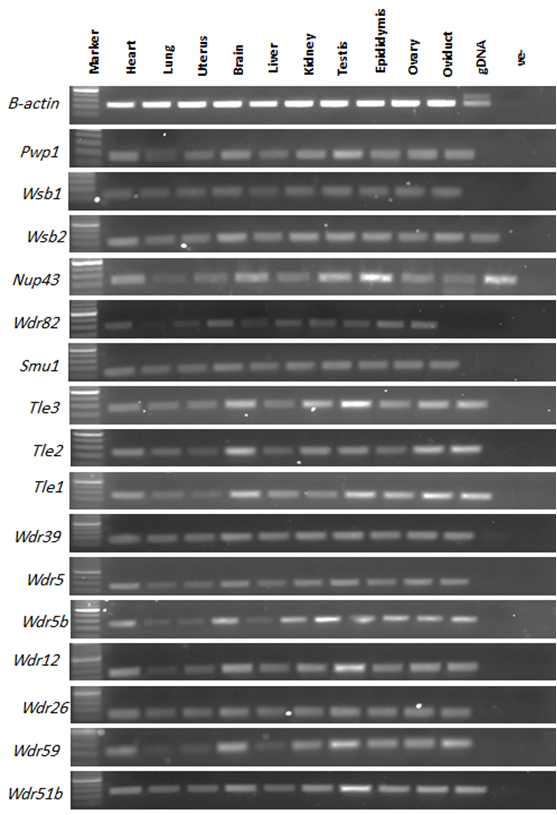 Marker Heart Lung Uterus Brain Liver Kidney Testis Epididymis Ovary Oviduct gDNA ve-
B-actin
Pwp1
Wsb1
Wsb2
Nup43
Wdr82
Smu1
Tle3
Tle2
Tle1
Wdr39
Wdr5
Wdr5b
Wdr12
Wdr26
Wdr59
Wdr51b